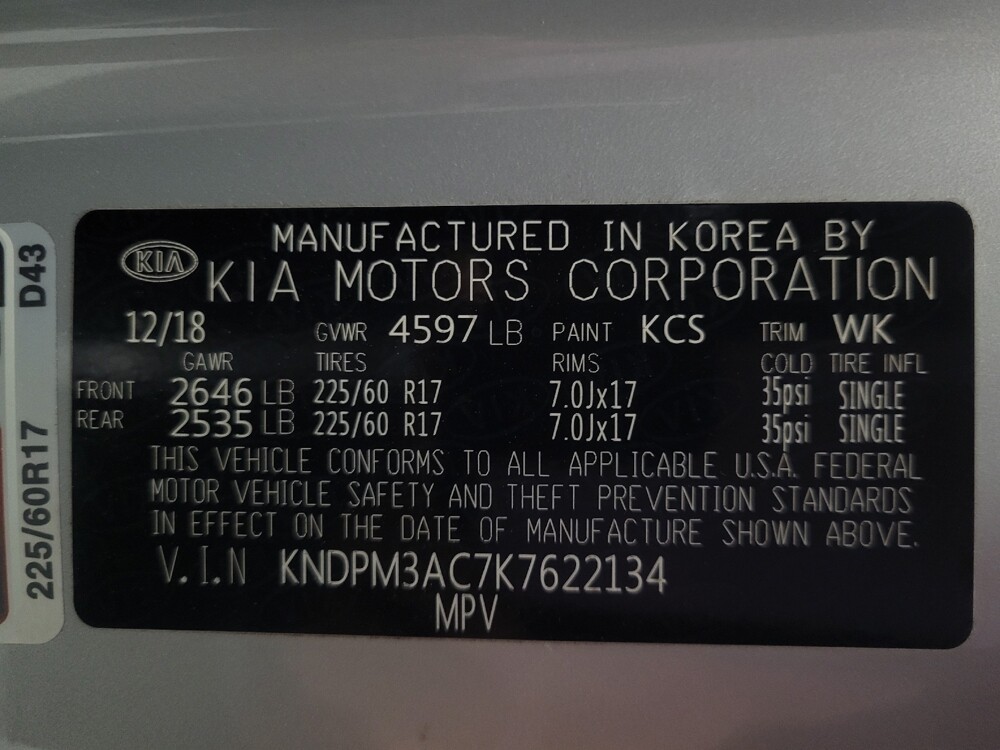 MANUFACTURED IN KOREA BY
KIA
KIA MOTORS CORPORATION
12/18 GVWR 4597 LB PAINT KCS TRIM WK
GAWR TIRES RIMS COLD TIRE INFL
FRONT 2646 LB 225/60 R17 7.0Jx17 35psi SINGLE
REAR 2535 LB 225/60 R17 7.0Jx17 35psi SINGLE
THIS VEHICLE CONFORMS TO ALL APPLICABLE U.S.A. FEDERAL
MOTOR VEHICLE SAFETY AND THEFT PREVENTION STANDARDS
IN EFFECT ON THE DATE OF MANUFACTURE SHOWN ABOVE.
V.I.N KNDPM3AC7K7622134
MPV
225/60R17 D43